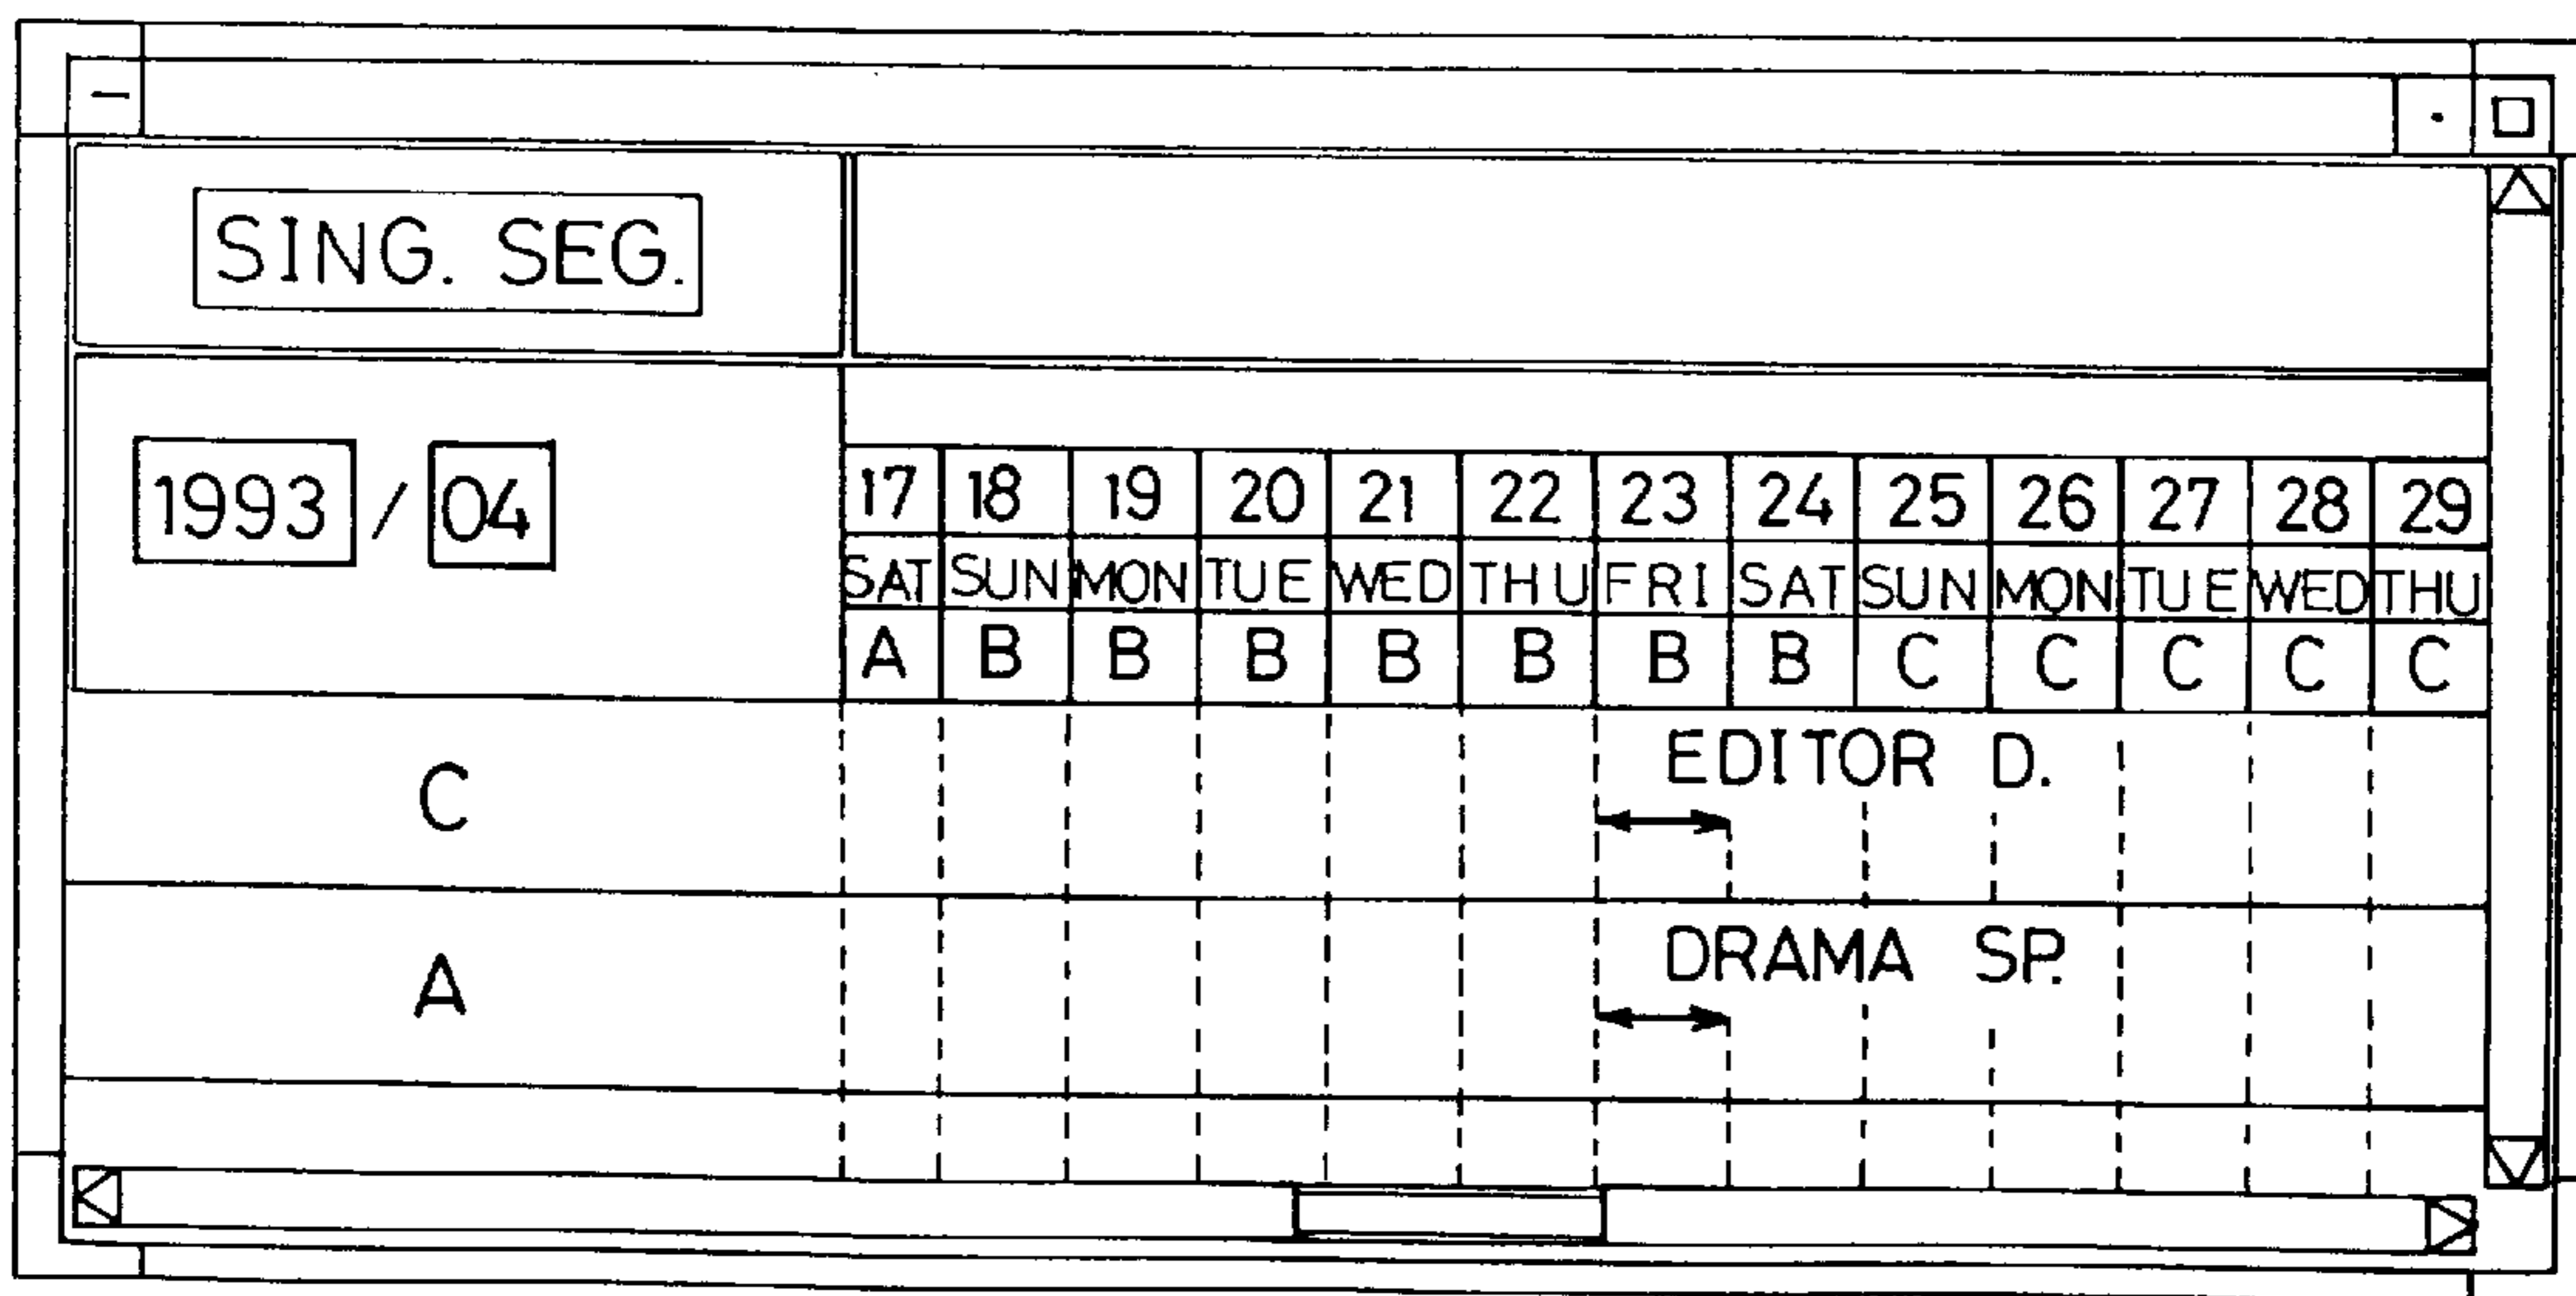 SING. SEG.
1993 / 04
17 18 19 20 21 22 23 24 25 26 27 28 29
SAT SUN MON TUE WED THU FRI SAT SUN MON TUE WED THU
A B B B B B B B C C C C C
C EDITOR D.
A DRAMA SP.